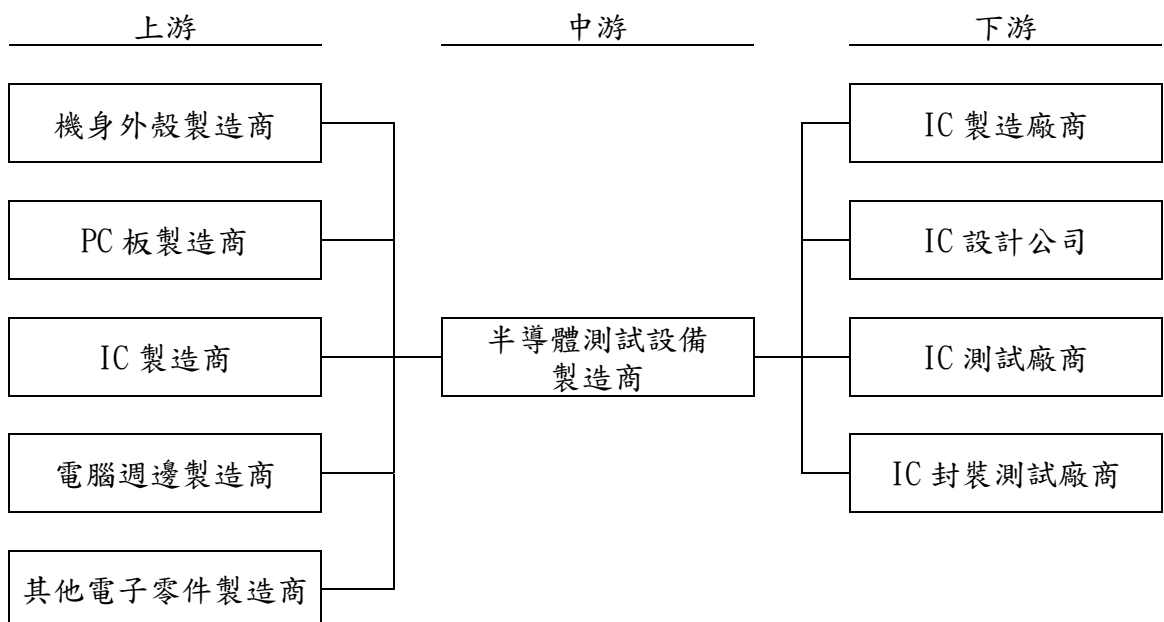 上游
中游
下游
機身外殼製造商
IC 製造廠商
PC 板製造商
IC 設計公司
IC 製造商
半導體測試設備
製造商
IC 測試廠商
電腦週邊製造商
IC 封裝測試廠商
其他電子零件製造商